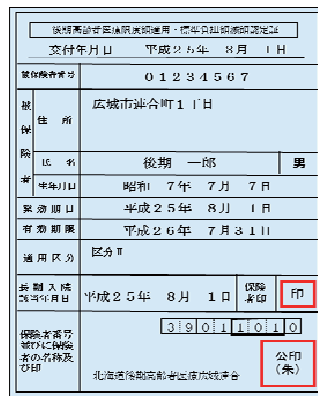 後期高齢者医療限度額適用・標準負担額減額認定証
交付年月日 平成25年 8月 1日
被保険者番号 01234567
被保険者
住所 広域市連合町1丁目
氏名 後期 一郎 男
生年月日 昭和 7年 7月 7日
発効期日 平成25年 8月 1日
有効期限 平成26年 7月31日
適用区分 区分Ⅱ
長期入院該当年月日 平成25年 8月 1日 保険者印 印
保険者番号並びに保険者の名称及び印
39011010
公印
(朱)
北海道後期高齢者医療広域連合